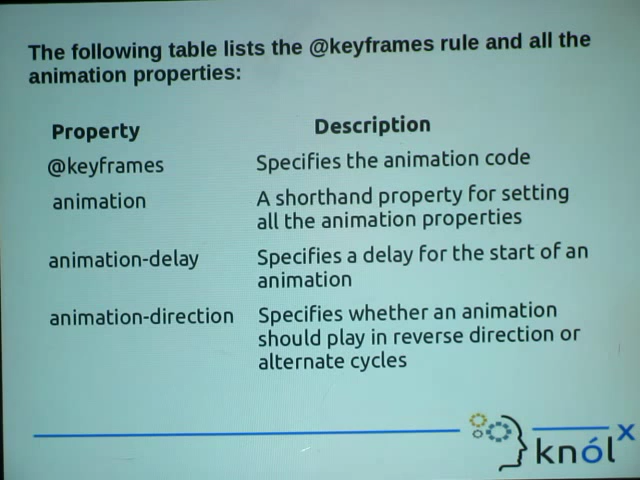 The following table lists the @keyframes rule and all the
animation properties:
Property Description
@keyframes Specifies the animation code
animation A shorthand property for setting
all the animation properties
animation-delay Specifies a delay for the start of an
animation
animation-direction Specifies whether an animation
should play in reverse direction or
alternate cycles
knólx